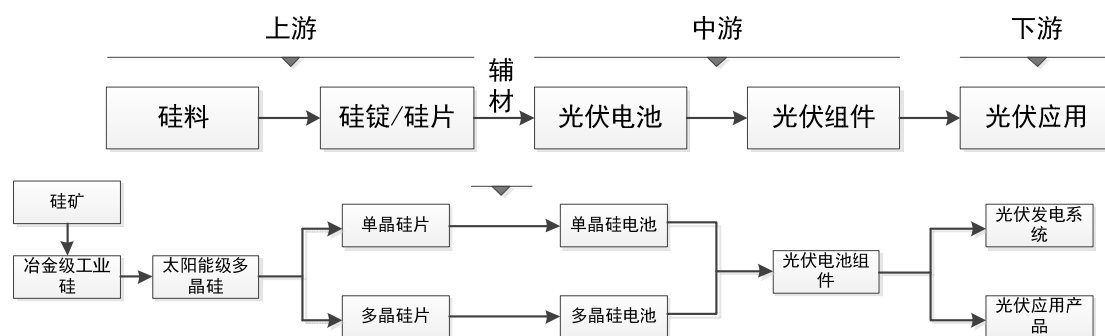 上游
中游
下游
辅
材
硅料
硅锭/硅片
光伏电池
光伏组件
光伏应用
硅矿
冶金级工业
硅
太阳能级多
晶硅
单晶硅片
单晶硅电池
多晶硅片
多晶硅电池
光伏电池组
件
光伏发电系
统
光伏应用产
品